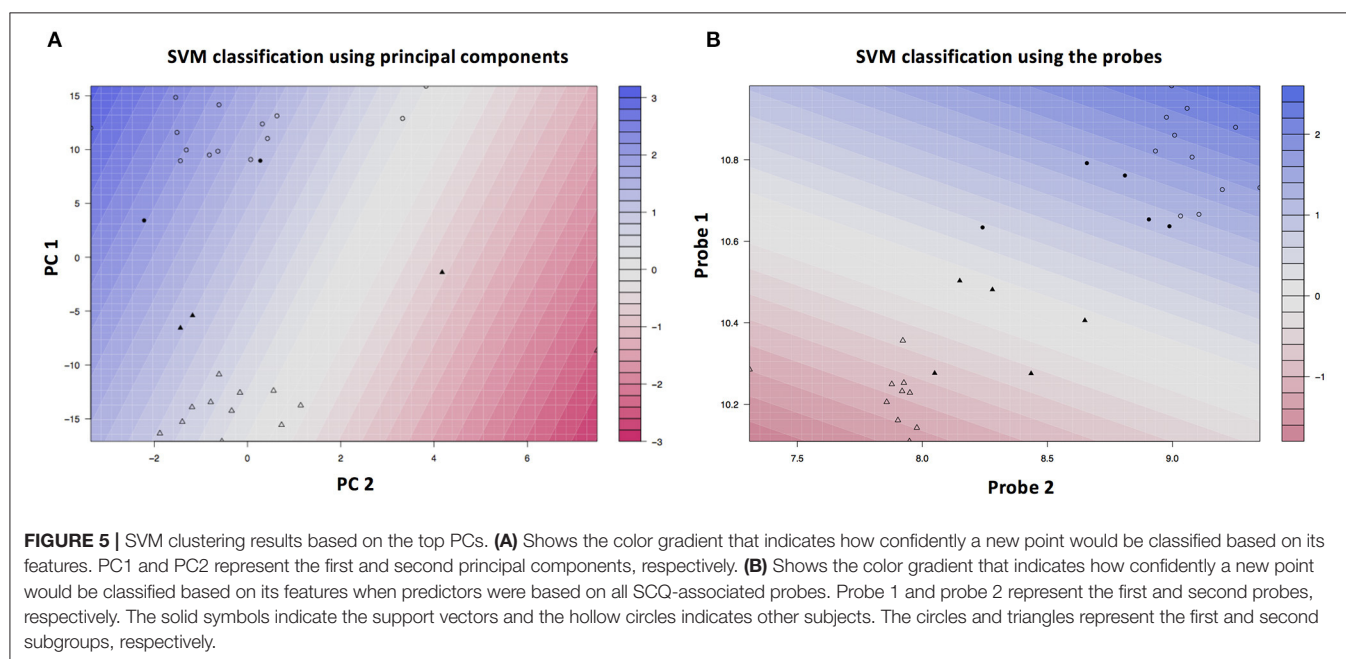 A
SVM classification using principal components
15
10
5
0
-5
-10
-15
PC 1
-2
0
2
4
6
PC 2
3
2
1
0
-1
-2
-3
B
SVM classification using the probes
10.8
10.6
10.4
10.2
Probe 1
7.5
8.0
8.5
9.0
Probe 2
2
1
0
-1
FIGURE 5 | SVM clustering results based on the top PCs. (A) Shows the color gradient that indicates how confidently a new point would be classified based on its
features. PC1 and PC2 represent the first and second principal components, respectively. (B) Shows the color gradient that indicates how confidently a new point
would be classified based on its features when predictors were based on all SCQ-associated probes. Probe 1 and probe 2 represent the first and second probes,
respectively. The solid symbols indicate the support vectors and the hollow circles indicates other subjects. The circles and triangles represent the first and second
subgroups, respectively.